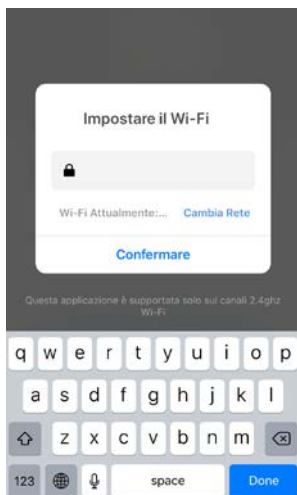 Impostare il Wi-Fi
Wi-Fi Attualmente:... Cambia Rete
Confermare
Questa applicazione è supportata solo sui canali 2.4ghz
Wi-Fi
q w e r t y u i o p
a s d f g h j k l
z x c v b n m
123 space Done